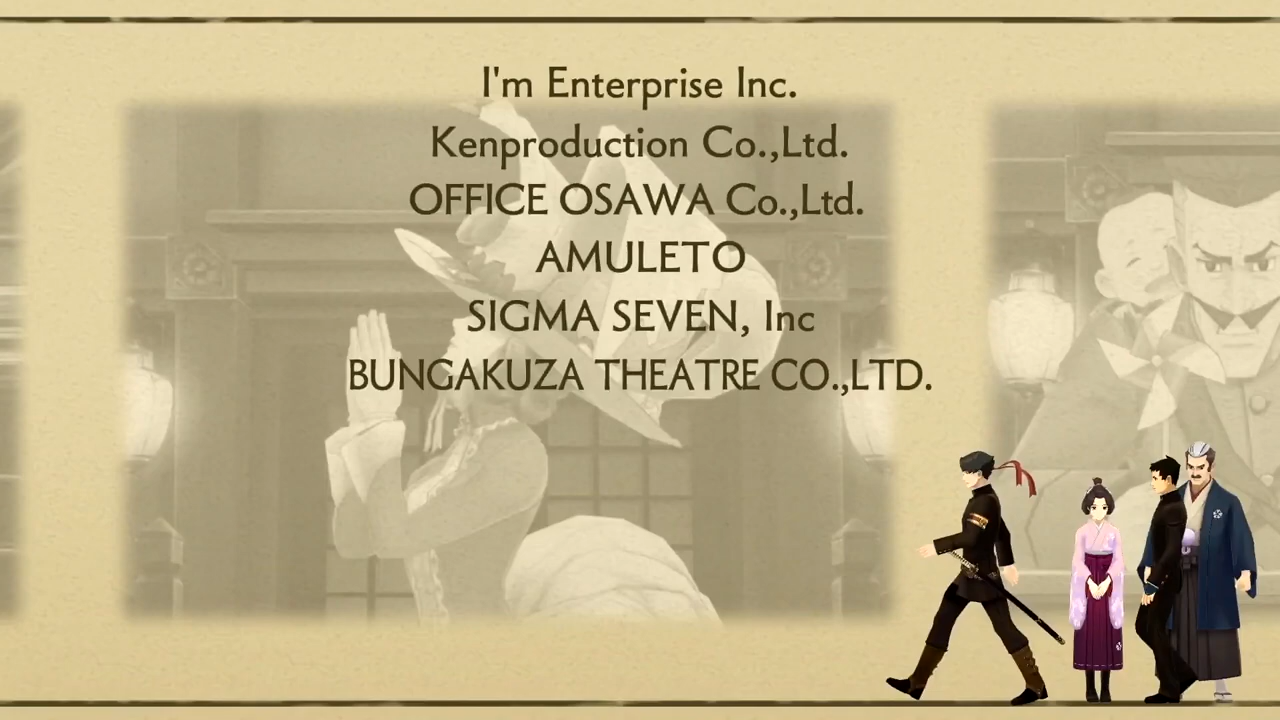 I'm Enterprise Inc.
Kenproduction Co.,Ltd.
OFFICE OSAWA Co.,Ltd.
AMULETO
SIGMA SEVEN, Inc
BUNGAKUZA THEATRE CO.,LTD.